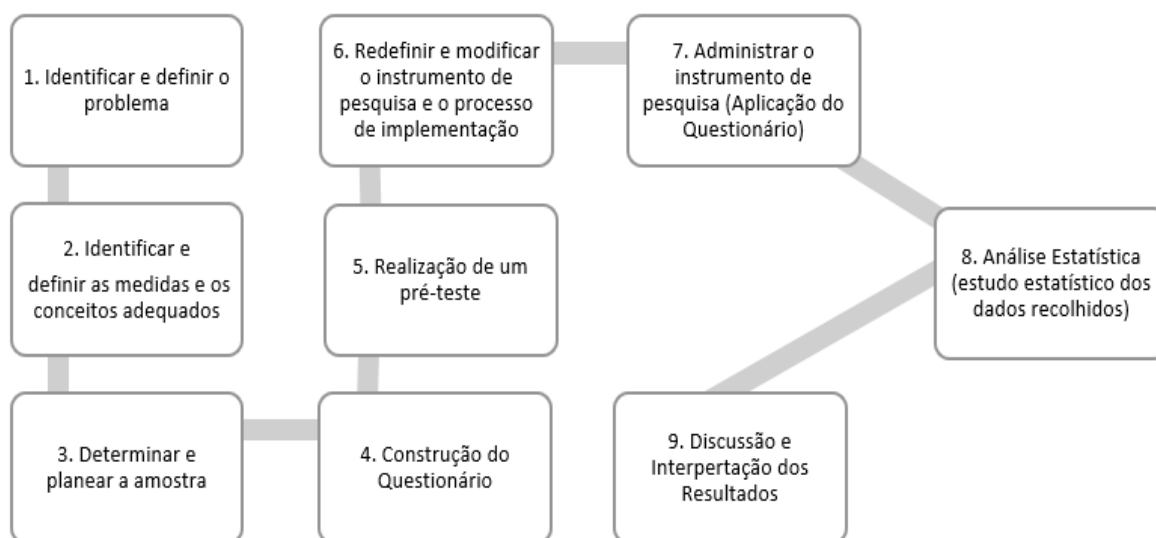 1. Identificar e definir o
problema
2. Identificar e
definir as medidas e os
conceitos adequados
3. Determinar e
planear a amostra
4. Construção do
Questionário
5. Realização de um
pré-teste
6. Redefinir e modificar
o instrumento de
pesquisa e o processo
de implementação
7. Administrar o
instrumento de
pesquisa (Aplicação do
Questionário)
8. Análise Estatística
(estudo estatístico dos
dados recolhidos)
9. Discussão e
Interpertação dos
Resultados